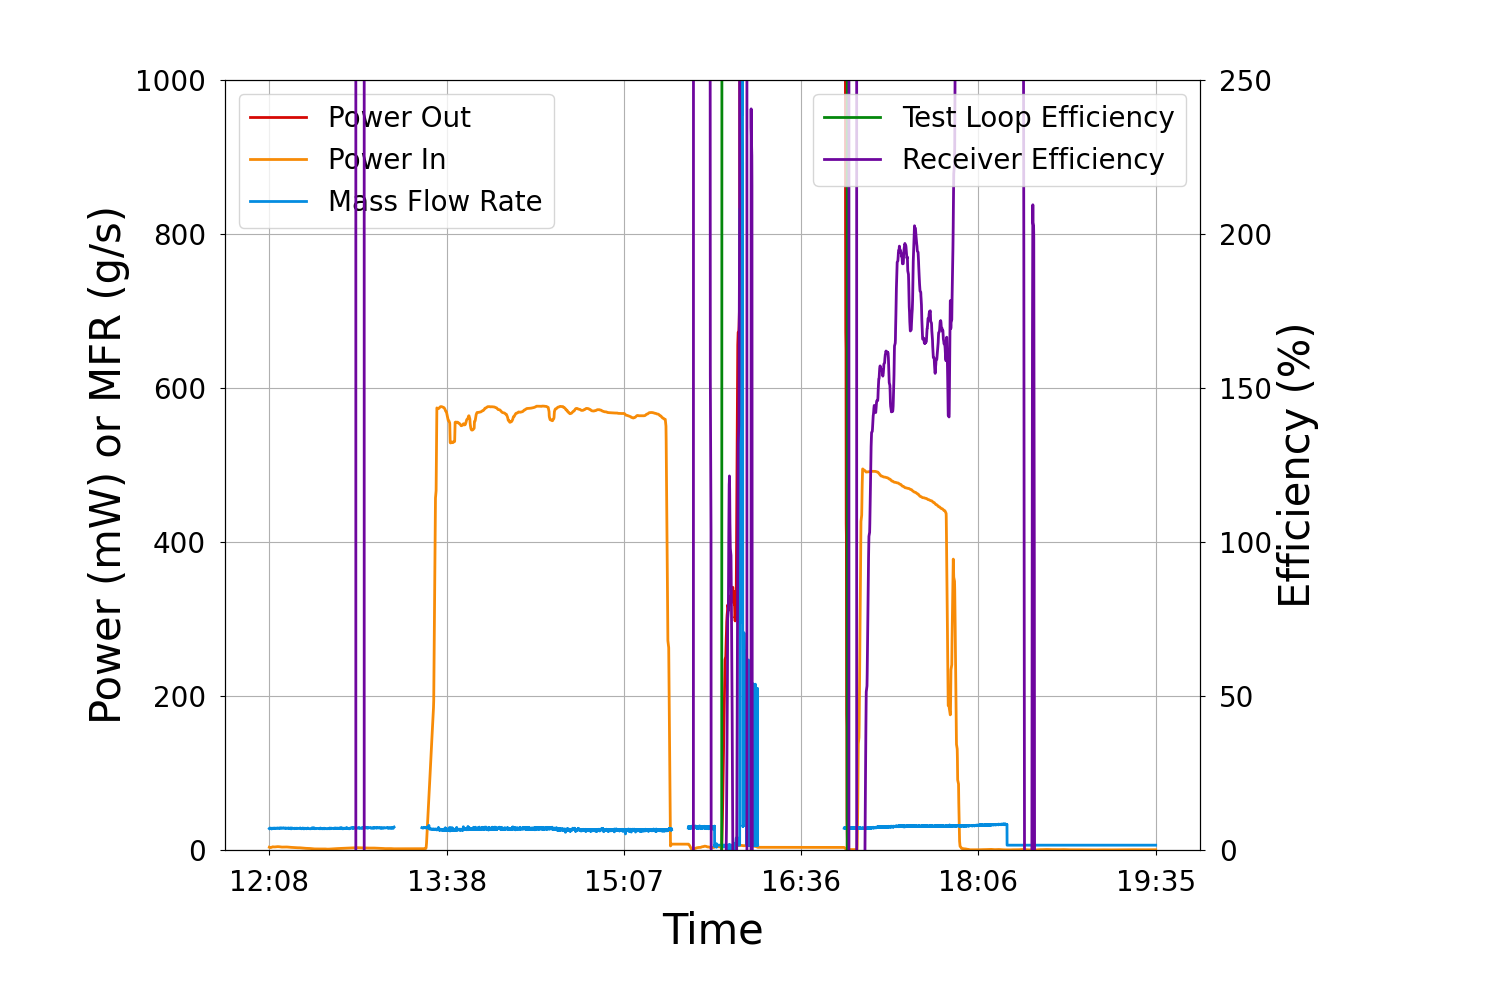 1000
800
600
400
200
0
Power (mW) or MFR (g/s)
Power Out
Power In
Mass Flow Rate
Test Loop Efficiency
Receiver Efficiency
250
200
150
100
50
0
Efficiency (%)
12:08 13:38 15:07 16:36 18:06 19:35
Time